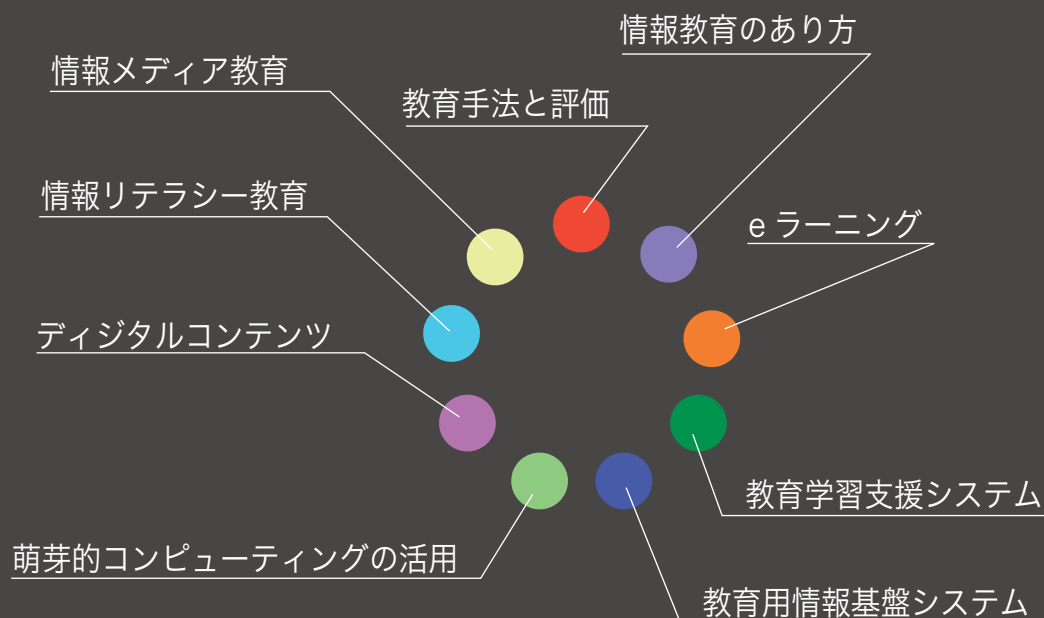 情報教育のあり方
情報メディア教育
教育手法と評価
情報リテラシー教育
e ラーニング
ディジタルコンテンツ
教育学習支援システム
萌芽的コンピューティングの活用
教育用情報基盤システム